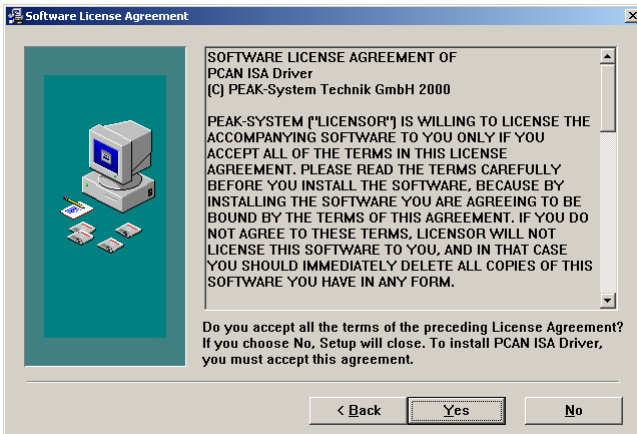 Software License Agreement
SOFTWARE LICENSE AGREEMENT OF
PCAN ISA Driver
(C) PEAK-System Technik GmbH 2000
PEAK-SYSTEM ("LICENSOR") IS WILLING TO LICENSE THE
ACCOMPANYING SOFTWARE TO YOU ONLY IF YOU
ACCEPT ALL OF THE TERMS IN THIS LICENSE
AGREEMENT. PLEASE READ THE TERMS CAREFULLY
BEFORE YOU INSTALL THE SOFTWARE, BECAUSE BY
INSTALLING THE SOFTWARE YOU ARE AGREEING TO BE
BOUND BY THE TERMS OF THIS AGREEMENT. IF YOU DO
NOT AGREE TO THESE TERMS, LICENSOR WILL NOT
LICENSE THIS SOFTWARE TO YOU, AND IN THAT CASE
YOU SHOULD IMMEDIATELY DELETE ALL COPIES OF THIS
SOFTWARE YOU HAVE IN ANY FORM.
Do you accept all the terms of the preceding License Agreement?
If you choose No, Setup will close. To install PCAN ISA Driver,
you must accept this agreement.
< Back
Yes
No